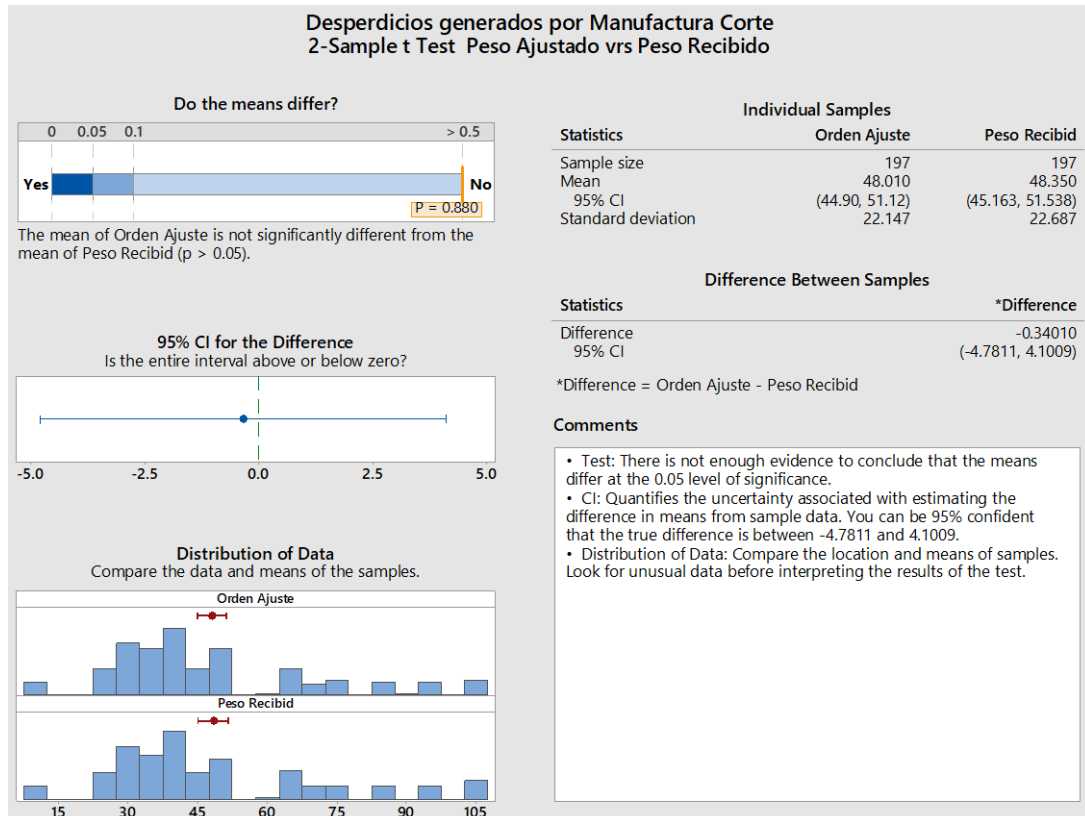 Desperdicios generados por Manufactura Corte
2-Sample t Test Peso Ajustado vrs Peso Recibido
Do the means differ?
0 0.05 0.1 > 0.5
Yes No
P = 0.880
The mean of Orden Ajuste is not significantly different from the
mean of Peso Recibid (p > 0.05).
95% CI for the Difference
Is the entire interval above or below zero?
-5.0 -2.5 0.0 2.5 5.0
Distribution of Data
Compare the data and means of the samples.
Orden Ajuste
Peso Recibid
15 30 45 60 75 90 105
Individual Samples
Statistics Orden Ajuste Peso Recibid
Sample size 197 197
Mean 48.010 48.350
95% CI (44.90, 51.12) (45.163, 51.538)
Standard deviation 22.147 22.687
Difference Between Samples
Statistics *Difference
Difference -0.34010
95% CI (-4.7811, 4.1009)
*Difference = Orden Ajuste - Peso Recibid
Comments
• Test: There is not enough evidence to conclude that the means
differ at the 0.05 level of significance.
• CI: Quantifies the uncertainty associated with estimating the
difference in means from sample data. You can be 95% confident
that the true difference is between -4.7811 and 4.1009.
• Distribution of Data: Compare the location and means of samples.
Look for unusual data before interpreting the results of the test.